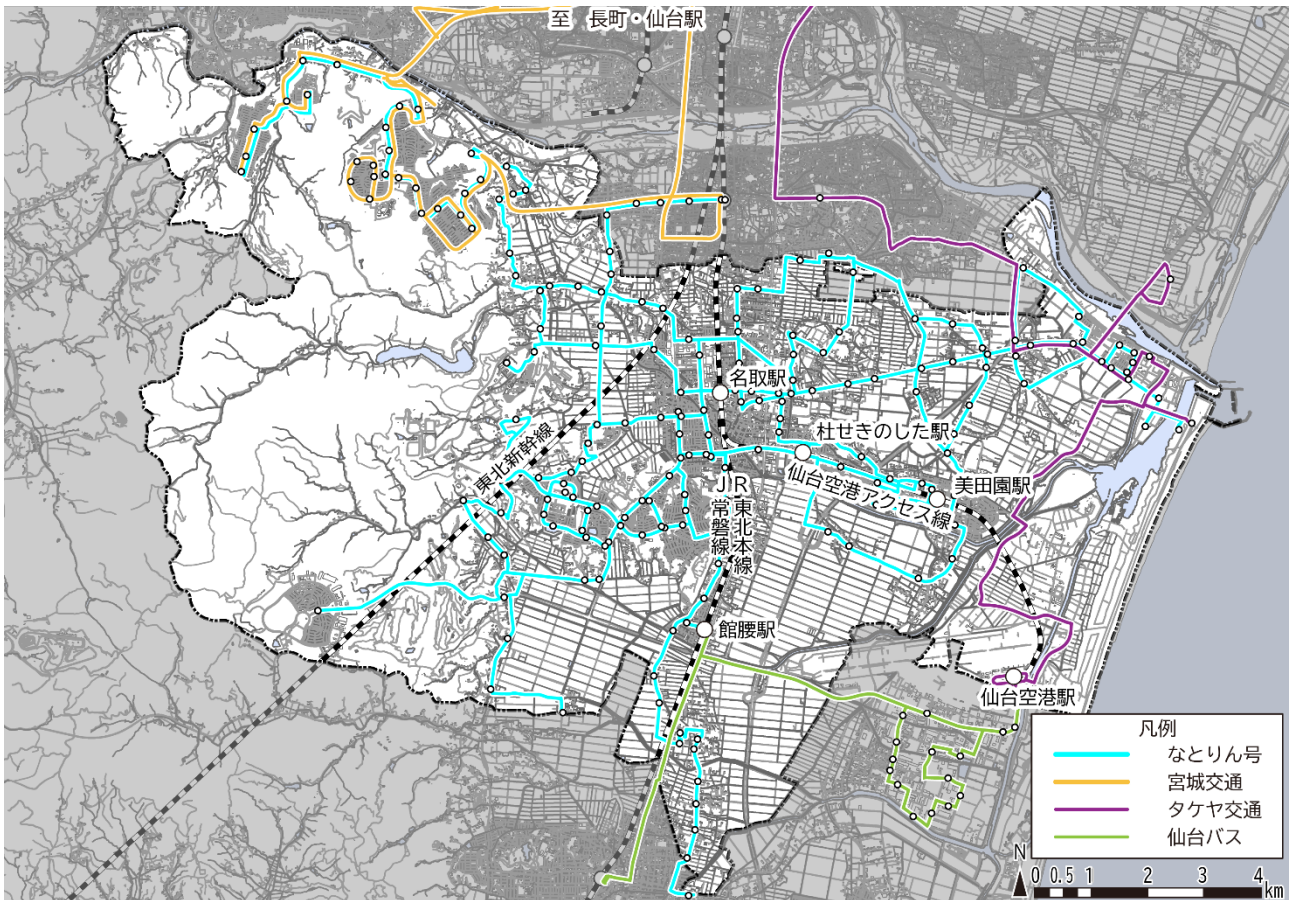 至 長町・仙台駅
名取駅
杜せきのした駅
東北新幹線
仙台空港アクセス線
美田園駅
JR東北本線
常磐線
館腰駅
仙台空港駅
凡例
なとりん号
宮城交通
タケヤ交通
仙台バス
N
0 0.5 1 2 3 4
km